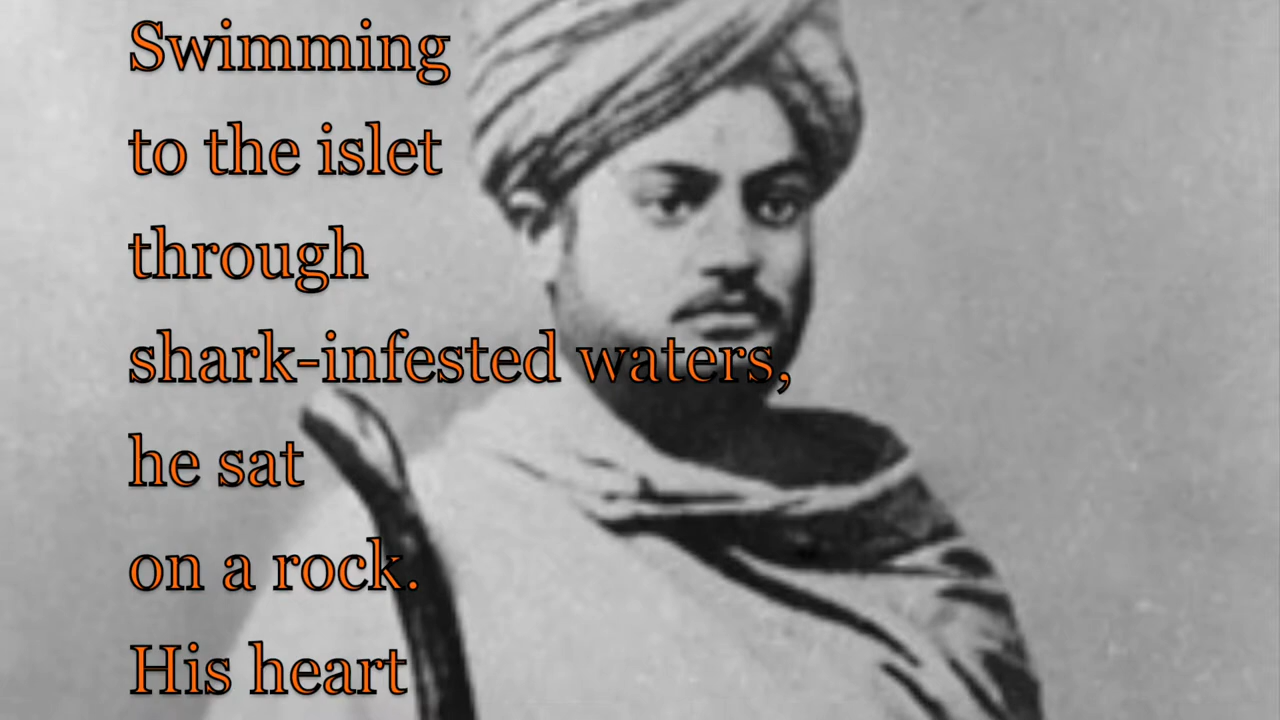 Swimming
to the islet
through
shark-infested waters,
he sat
on a rock.
His heart